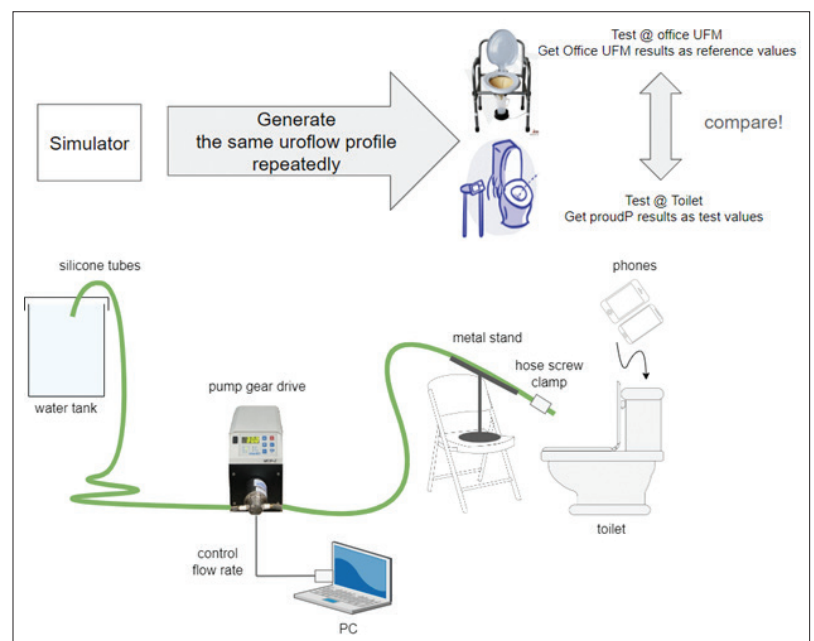 Test @ office UFM
Get Office UFM results as reference values
Simulator
Generate
the same uroflow profile
repeatedly
compare!
Test @ Toilet
Get proudP results as test values
silicone tubes
phones
metal stand
hose screw
clamp
pump gear drive
water tank
toilet
control
flow rate
PC